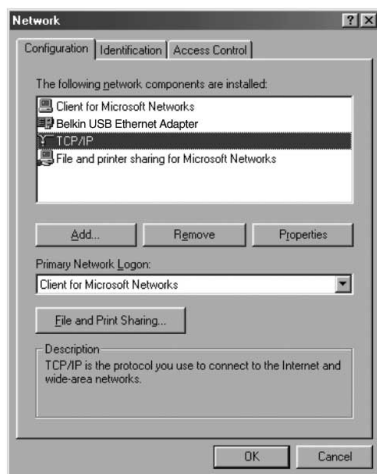 Network
? X
Configuration Identification Access Control
The following network components are installed:
Client for Microsoft Networks
Belkin USB Ethernet Adapter
TCP/IP
File and printer sharing for Microsoft Networks
Add... Remove Properties
Primary Network Logon:
Client for Microsoft Networks
File and Print Sharing...
Description
TCP/IP is the protocol you use to connect to the Internet and
wide-area networks.
OK Cancel